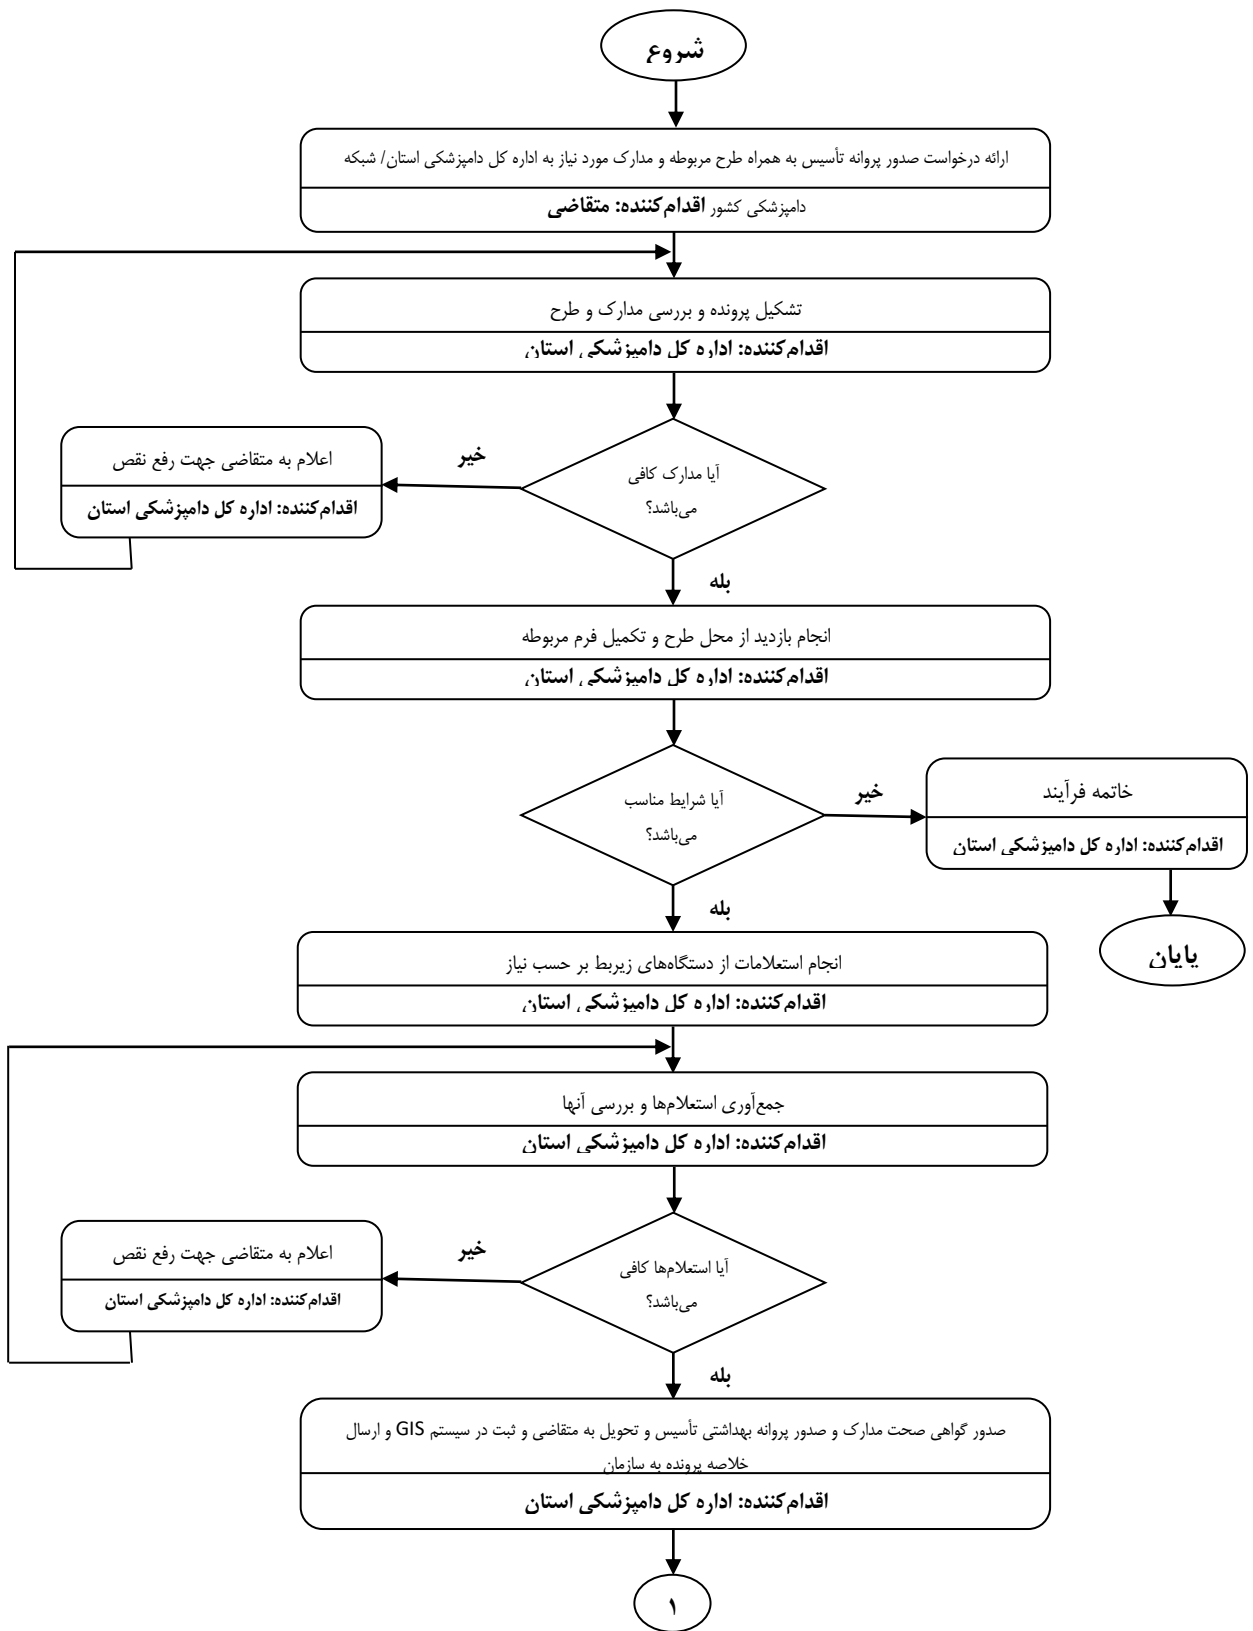 شروع
ارائه درخواست صدور پروانه تأسیس به همراه طرح مربوطه و مدارک مورد نیاز به اداره کل دامپزشکی استان/ شبکه
دامپزشکی کشور اقدام‌کننده: متقاضی
تشکیل پرونده و بررسی مدارک و طرح
اقدام‌کننده: اداره کل دامپزشکی استان
آیا مدارک کافی
می‌باشد؟
خیر
اعلام به متقاضی جهت رفع نقص
اقدام‌کننده: اداره کل دامپزشکی استان
بله
انجام بازدید از محل طرح و تکمیل فرم مربوطه
اقدام‌کننده: اداره کل دامپزشکی استان
آیا شرایط مناسب
می‌باشد؟
خیر
خاتمه فرآیند
اقدام‌کننده: اداره کل دامپزشکی استان
پایان
بله
انجام استعلامات از دستگاه‌های زیربط بر حسب نیاز
اقدام‌کننده: اداره کل دامپزشکی استان
جمع‌آوری استعلام‌ها و بررسی آنها
اقدام‌کننده: اداره کل دامپزشکی استان
آیا استعلام‌ها کافی
می‌باشد؟
خیر
اعلام به متقاضی جهت رفع نقص
اقدام‌کننده: اداره کل دامپزشکی استان
بله
صدور گواهی صحت مدارک و صدور پروانه بهداشتی تأسیس و تحویل به متقاضی و ثبت در سیستم GIS و ارسال
خلاصه پرونده به سازمان
اقدام‌کننده: اداره کل دامپزشکی استان
۱